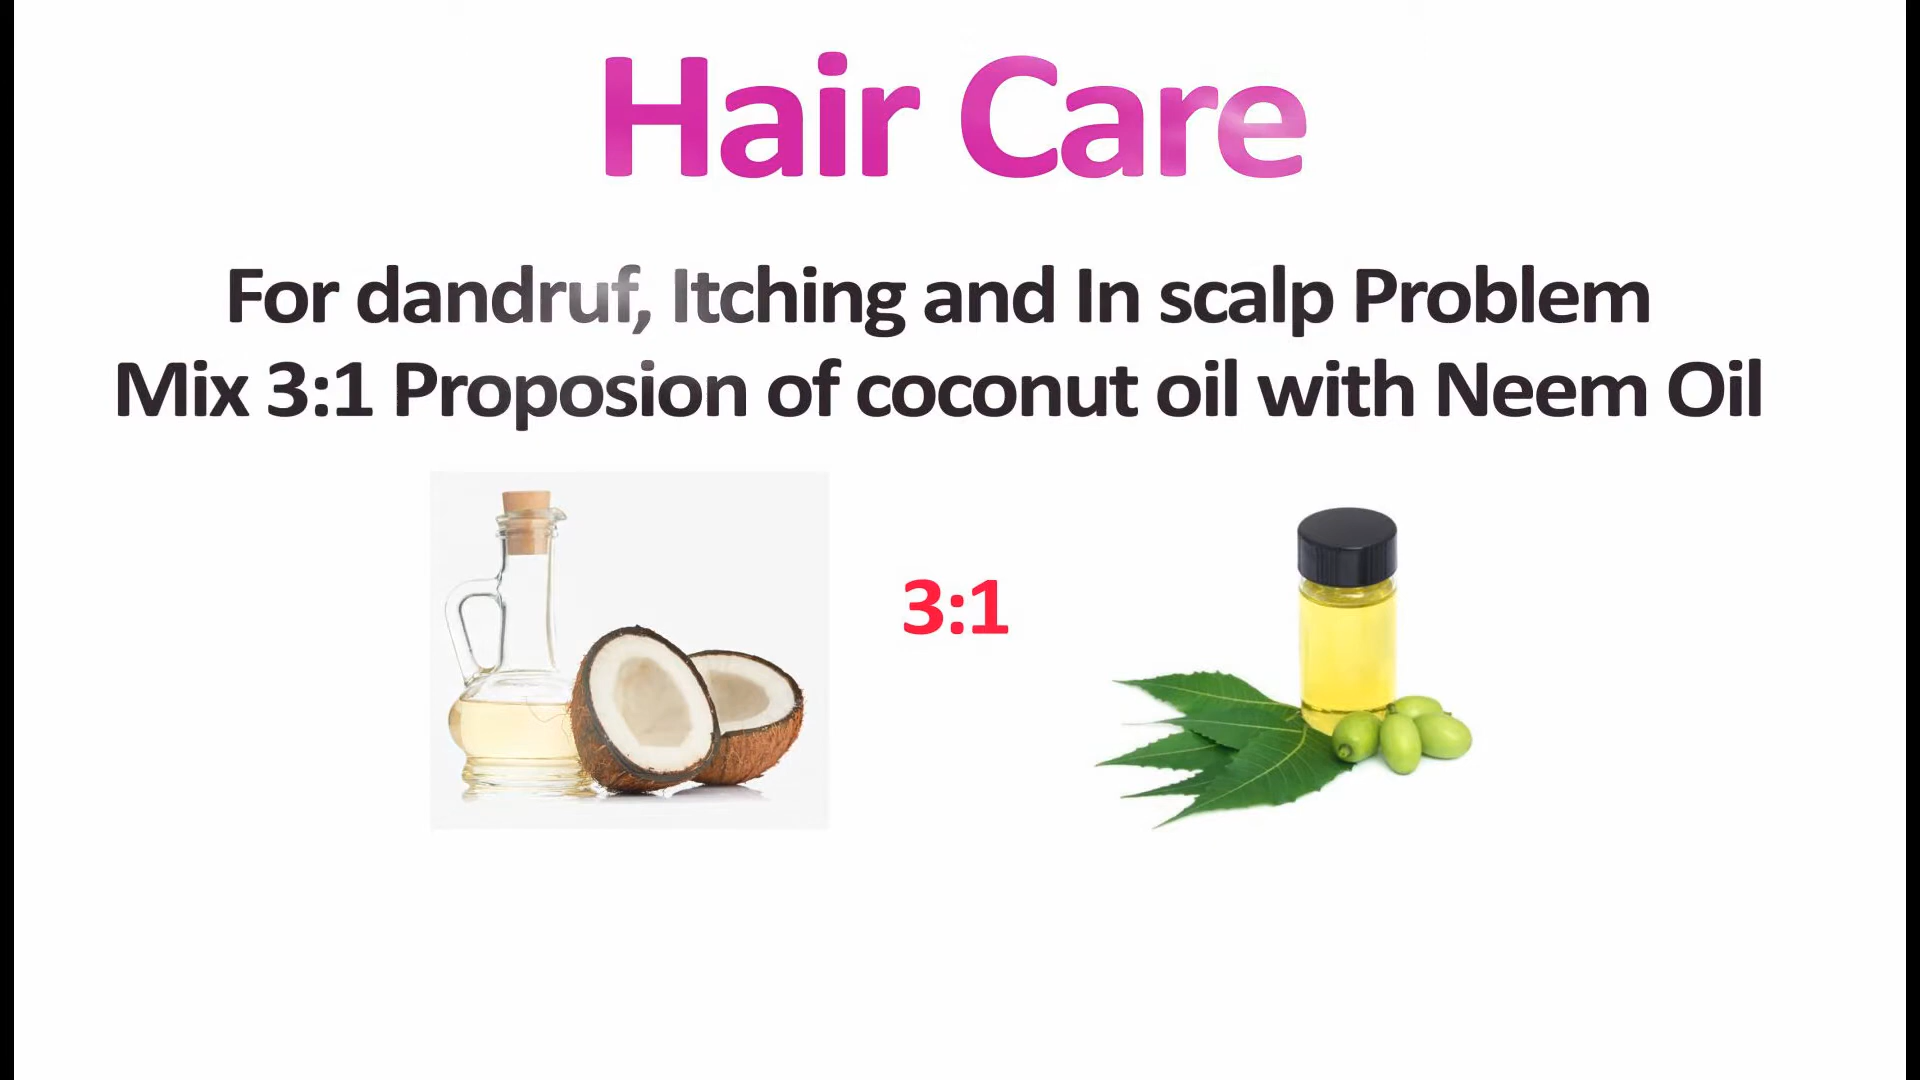 Hair Care
For dandruf, Itching and In scalp Problem
Mix 3:1 Proposion of coconut oil with Neem Oil
3:1